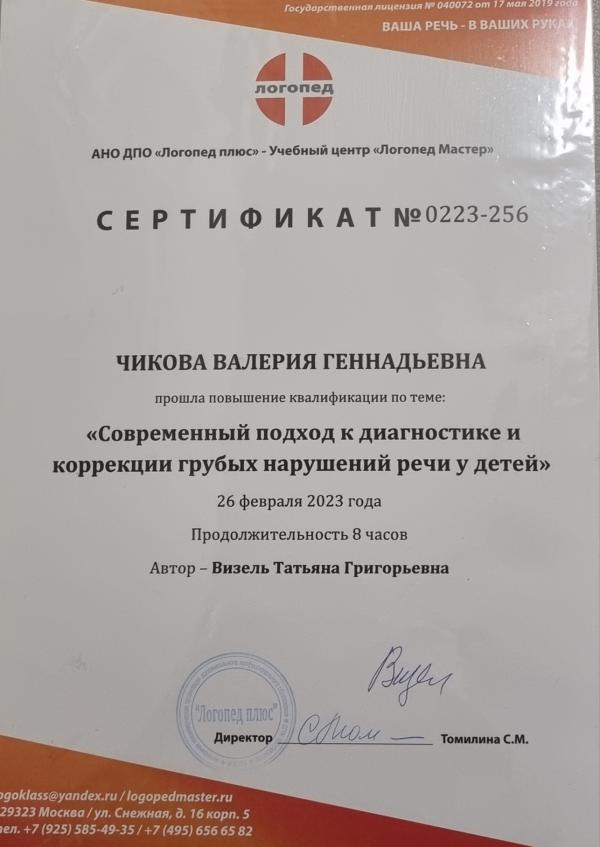 Государственная лицензия № 040072 от 17 мая 2019 года
ВАША РЕЧЬ - В ВАШИХ РУКАХ
логопед
АНО ДПО «Логопед плюс» - Учебный центр «Логопед Мастер»
СЕРТИФИКАТ №0223-256
ЧИКОВА ВАЛЕРИЯ ГЕННАДЬЕВНА
прошла повышение квалификации по теме:
«Современный подход к диагностике и
коррекции грубых нарушений речи у детей»
26 февраля 2023 года
Продолжительность 8 часов
Автор – Визель Татьяна Григорьевна
"Логопед плюс"
Директор Томилина С.М.
ogoklass@yandex.ru / logopedmaster.ru
29323 Москва / ул. Снежная, д 16 корп. 5
тел. +7 (925) 585-49-35 / +7 (495) 656 65 82